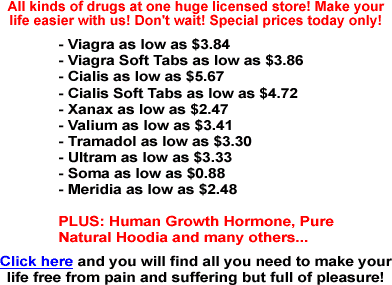 All kinds of drugs at one huge licensed store! Make your
life easier with us! Don't wait! Special prices today only!
- Viagra as low as $3.84
- Viagra Soft Tabs as low as $3.86
- Cialis as low as $5.67
- Cialis Soft Tabs as low as $4.72
- Xanax as low as $2.47
- Valium as low as $3.41
- Tramadol as low as $3.30
- Ultram as low as $3.33
- Soma as low as $0.88
- Meridia as low as $2.48
PLUS: Human Growth Hormone, Pure
Natural Hoodia and many others...
Click here and you will find all you need to make your
life free from pain and suffering but full of pleasure!